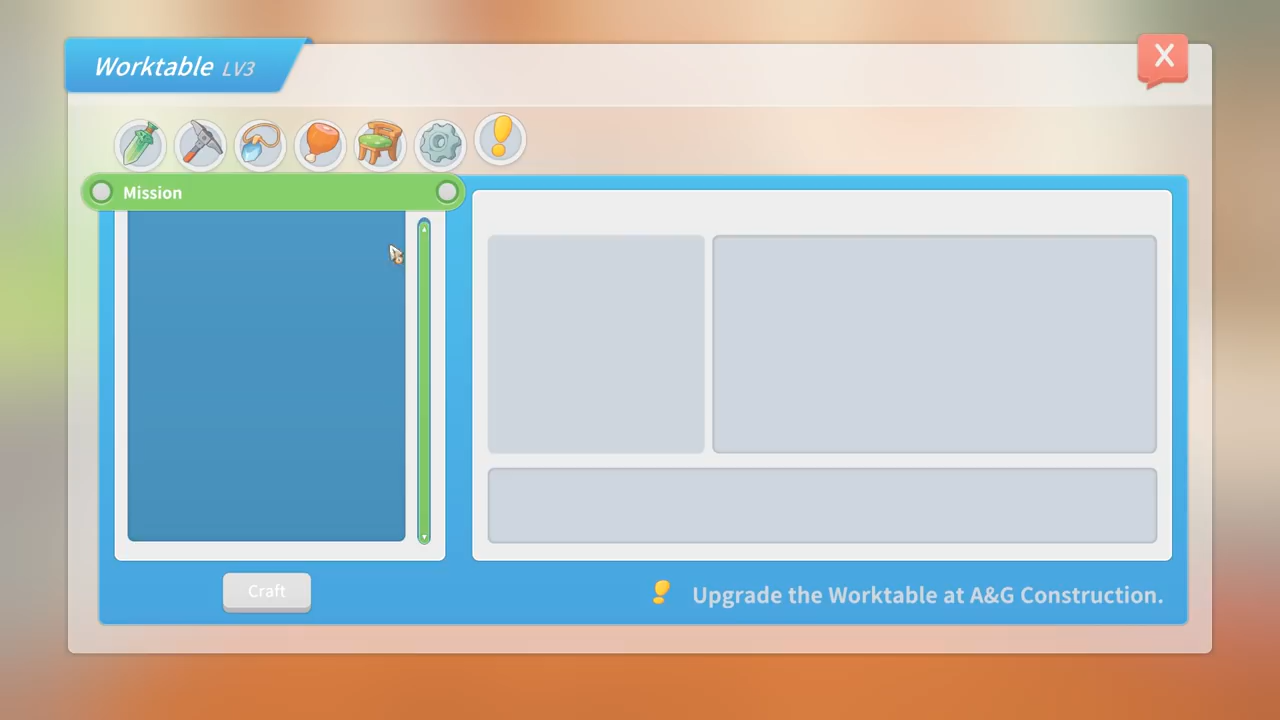 Worktable LV3
X
Mission
Craft
Upgrade the Worktable at A&G Construction.